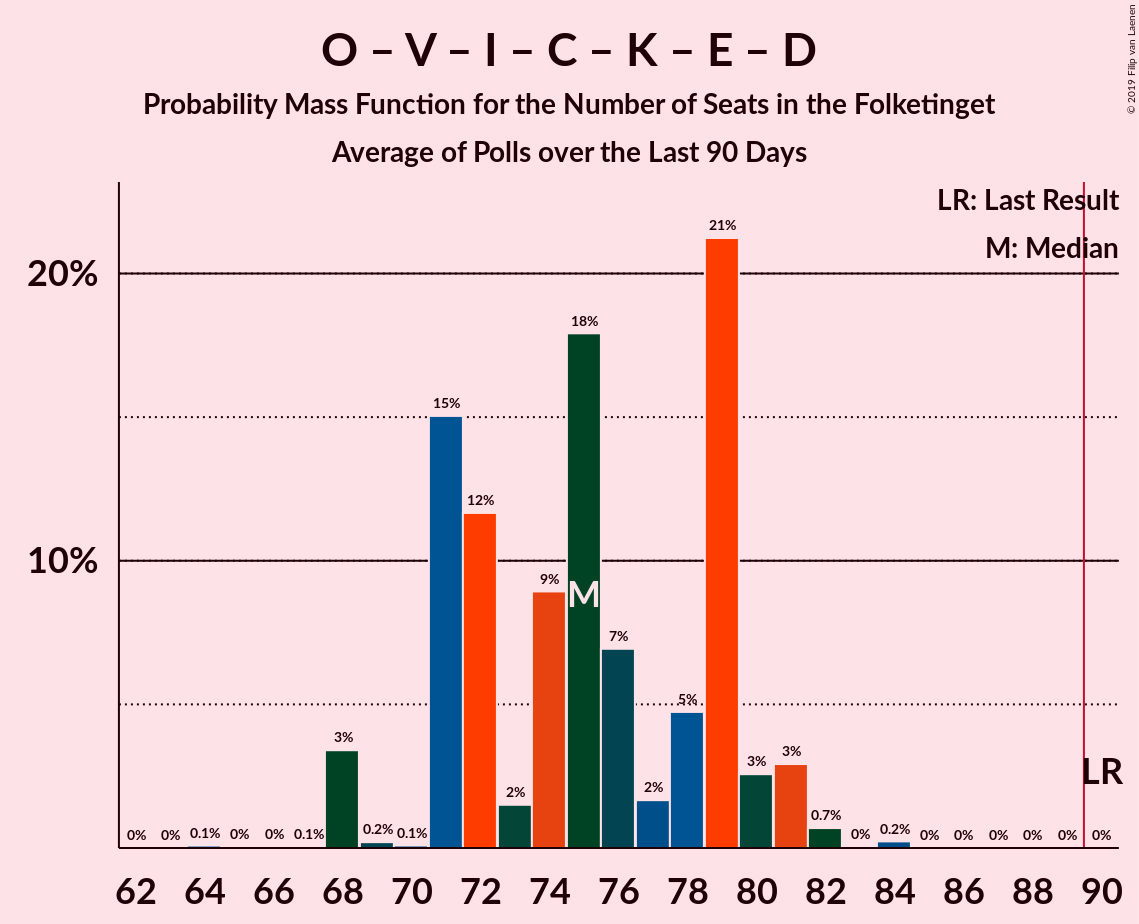 O – V – I – C – K – E – D
Probability Mass Function for the Number of Seats in the Folketinget
Average of Polls over the Last 90 Days
© 2019 Filip van Laenen
LR: Last Result
M: Median
21%
20%
18%
15%
12%
10%
9%
M
7%
5%
3%
3%
3%
2%
2%
LR
0.7%
0% 0% 0.1% 0% 0% 0.1% 0.2% 0.1% 0% 0.2% 0% 0% 0% 0% 0% 0%
62 64 66 68 70 72 74 76 78 80 82 84 86 88 90